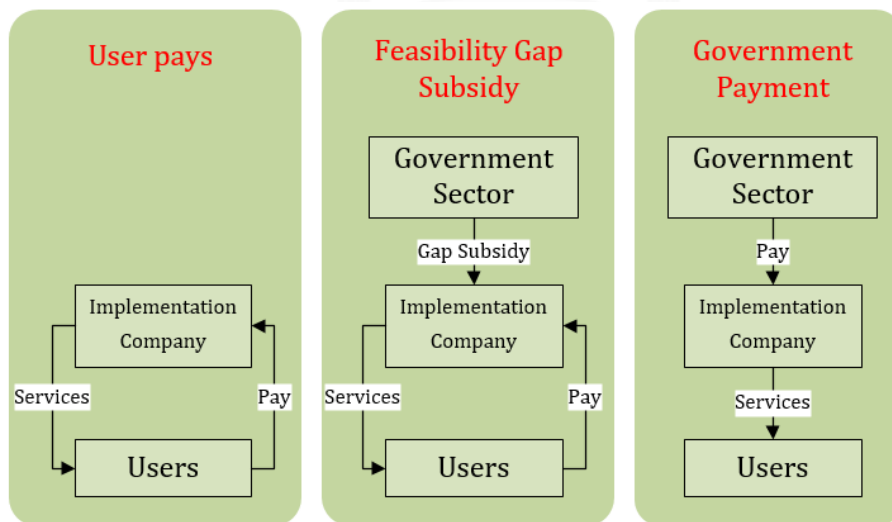 User pays
Implementation
Company
Services
Pay
Users
Feasibility Gap
Subsidy
Government
Sector
Gap Subsidy
Implementation
Company
Services
Pay
Users
Government
Payment
Government
Sector
Pay
Implementation
Company
Services
Users